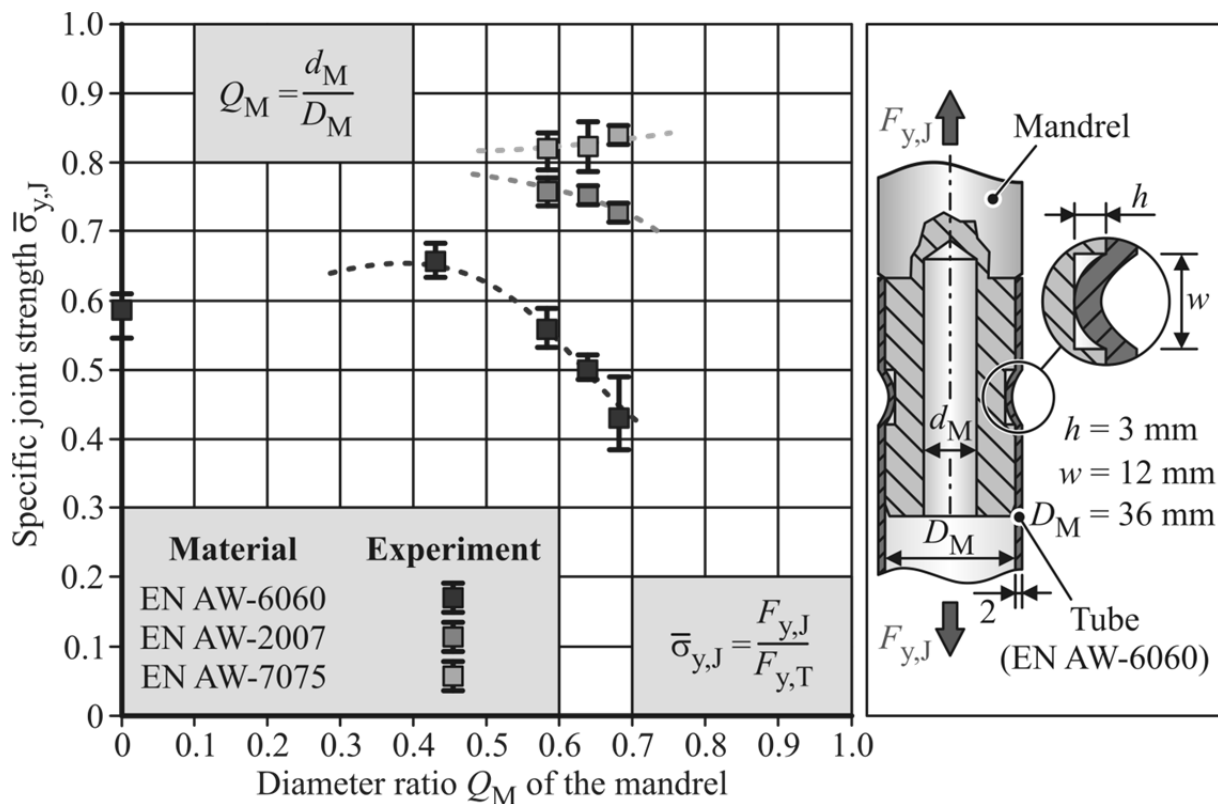 Specific joint strength σ̅y,J
1.0
0.9
0.8
0.7
0.6
0.5
0.4
0.3
0.2
0.1
0
QM = dM/DM
Material Experiment
EN AW-6060
EN AW-2007
EN AW-7075
σ̅y,J = Fy,J/Fy,T
0 0.1 0.2 0.3 0.4 0.5 0.6 0.7 0.8 0.9 1.0
Diameter ratio QM of the mandrel
Fy,J
Mandrel
h
w
dM
h = 3 mm
w = 12 mm
DM = 36 mm
DM
2
Tube
(EN AW-6060)
Fy,J